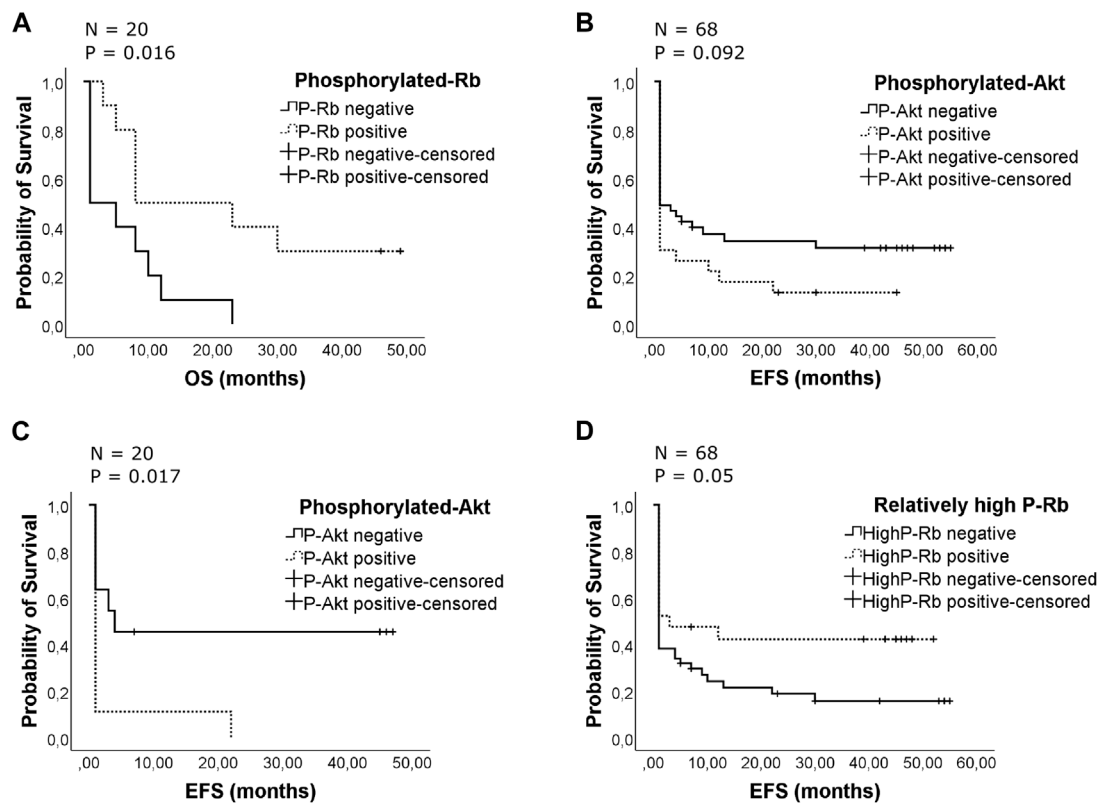 A
N = 20
P = 0.016
Phosphorylated-Rb
P-Rb negative
P-Rb positive
P-Rb negative-censored
P-Rb positive-censored
Probability of Survival
1,0
0,8
0,6
0,4
0,2
0,0
,00 10,00 20,00 30,00 40,00 50,00
OS (months)
B
N = 68
P = 0.092
Phosphorylated-Akt
P-Akt negative
P-Akt positive
P-Akt negative-censored
P-Akt positive-censored
Probability of Survival
1,0
0,8
0,6
0,4
0,2
0,0
,00 10,00 20,00 30,00 40,00 50,00 60,00
EFS (months)
C
N = 20
P = 0.017
Phosphorylated-Akt
P-Akt negative
P-Akt positive
P-Akt negative-censored
P-Akt positive-censored
Probability of Survival
1,0
0,8
0,6
0,4
0,2
0,0
,00 10,00 20,00 30,00 40,00 50,00
EFS (months)
D
N = 68
P = 0.05
Relatively high P-Rb
HighP-Rb negative
HighP-Rb positive
HighP-Rb negative-censored
HighP-Rb positive-censored
Probability of Survival
1,0
0,8
0,6
0,4
0,2
0,0
,00 10,00 20,00 30,00 40,00 50,00 60,00
EFS (months)